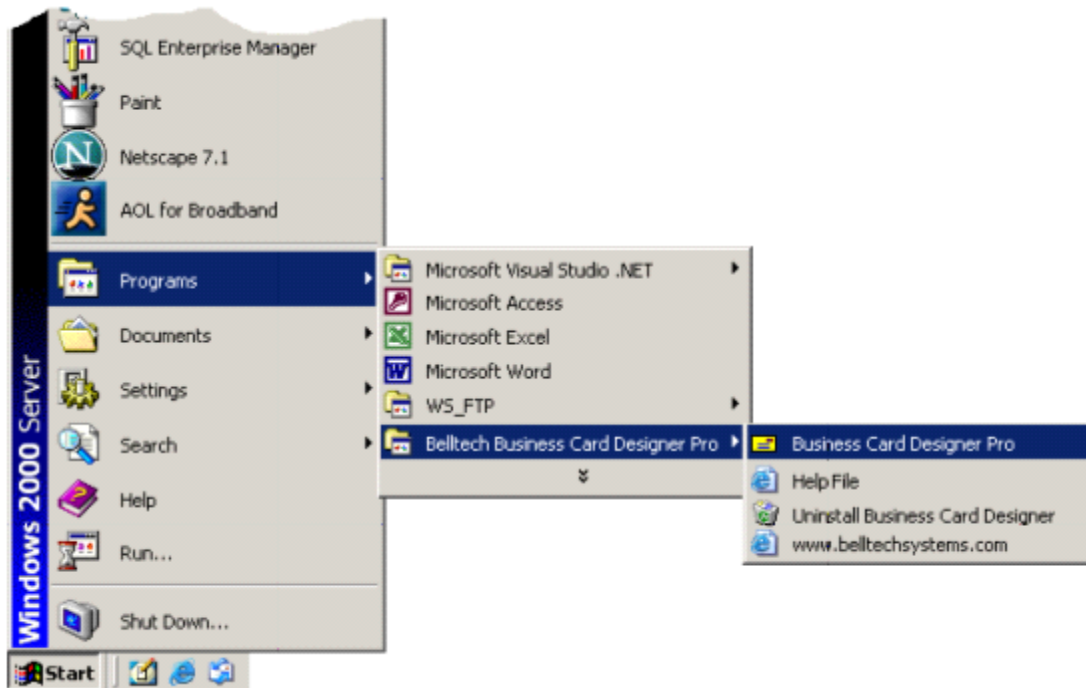 SQL Enterprise Manager
Paint
Netscape 7.1
AOL for Broadband
Programs
Documents
Settings
Search
Help
Run...
Shut Down...
Windows 2000 Server
Start
Microsoft Visual Studio .NET
Microsoft Access
Microsoft Excel
Microsoft Word
WS_FTP
Belltech Business Card Designer Pro
Business Card Designer Pro
Help File
Uninstall Business Card Designer
www.belltechsystems.com